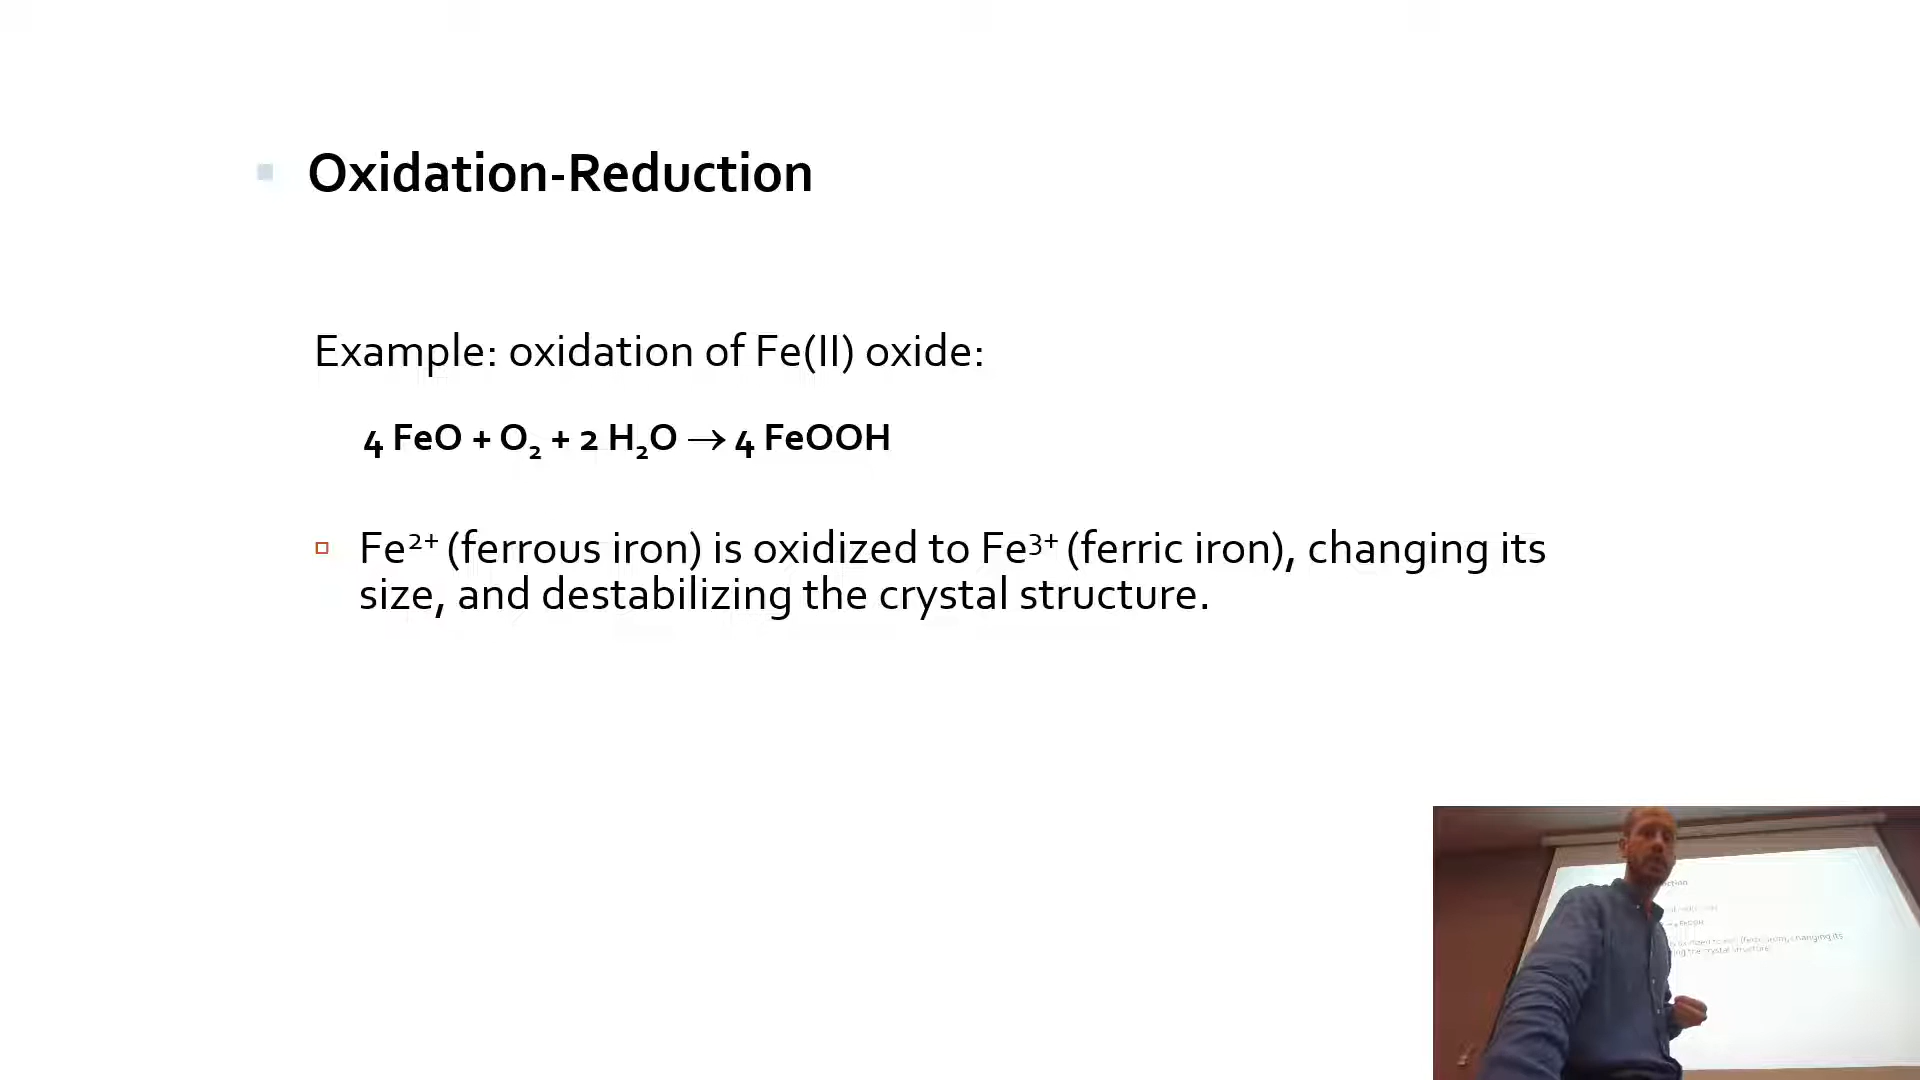 Oxidation-Reduction
Example: oxidation of Fe(II) oxide:
4 FeO + O₂ + 2 H₂O → 4 FeOOH
Fe²⁺ (ferrous iron) is oxidized to Fe³⁺ (ferric iron), changing its
size, and destabilizing the crystal structure.